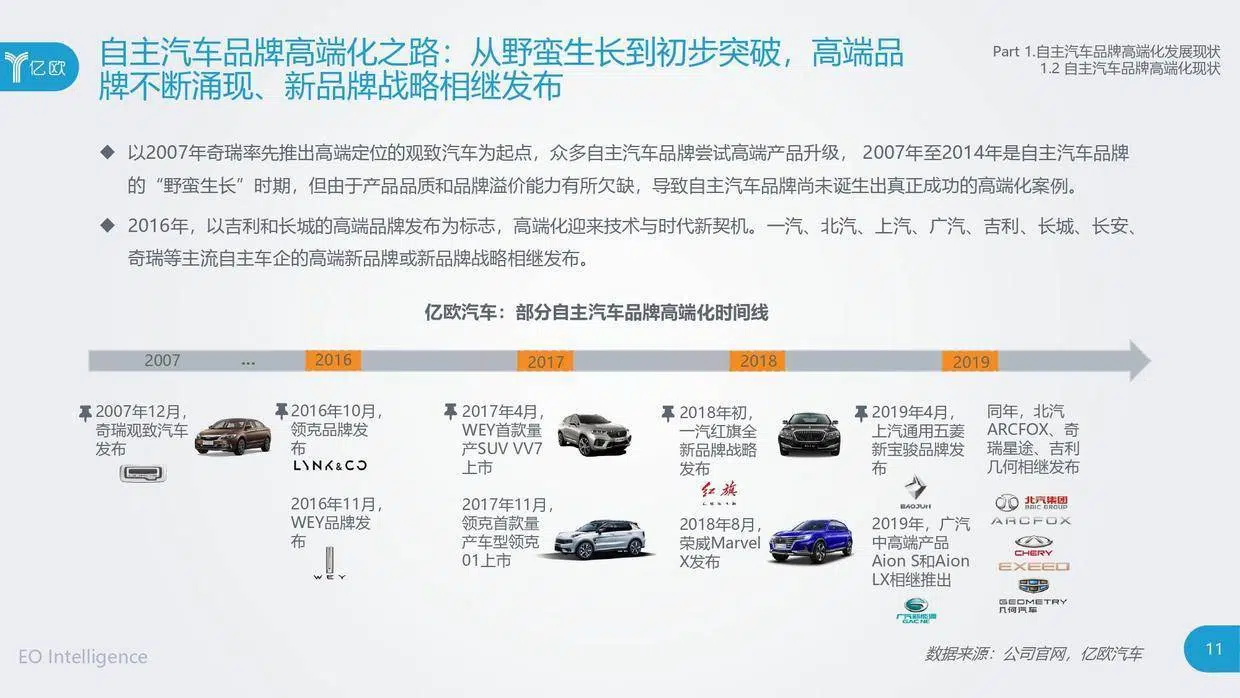 亿欧
自主汽车品牌高端化之路：从野蛮生长到初步突破，高端品
牌不断涌现、新品牌战略相继发布
Part 1.自主汽车品牌高端化发展现状
1.2 自主汽车品牌高端化现状
◆ 以2007年奇瑞率先推出高端定位的观致汽车为起点，众多自主汽车品牌尝试高端产品升级， 2007年至2014年是自主汽车品牌
的“野蛮生长”时期，但由于产品品质和品牌溢价能力有所欠缺，导致自主汽车品牌尚未诞生出真正成功的高端化案例。
◆ 2016年，以吉利和长城的高端品牌发布为标志，高端化迎来技术与时代新契机。一汽、北汽、上汽、广汽、吉利、长城、长安、
奇瑞等主流自主车企的高端新品牌或新品牌战略相继发布。
亿欧汽车：部分自主汽车品牌高端化时间线
2007 ... 2016 2017 2018 2019
2007年12月，
奇瑞观致汽车
发布
2016年10月，
领克品牌发
布
LYNK&CO
2016年11月，
WEY品牌发
布
WEY
2017年4月，
WEY首款量
产SUV VV7
上市
2017年11月，
领克首款量
产车型领克
01上市
2018年初，
一汽红旗全
新品牌战略
发布
红旗
2018年8月，
荣威Marvel
X发布
2019年4月，
上汽通用五菱
新宝骏品牌发
布
BAOJUN
2019年，广汽
中高端产品
Aion S和Aion
LX相继推出
广汽新能源
GAC NE
同年，北汽
ARCFOX、奇
瑞星途、吉利
几何相继发布
北汽集团
BAIC GROUP
ARCFOX
CHERY
EXEED
GEOMETRY
几何汽车
EO Intelligence
数据来源：公司官网，亿欧汽车
11